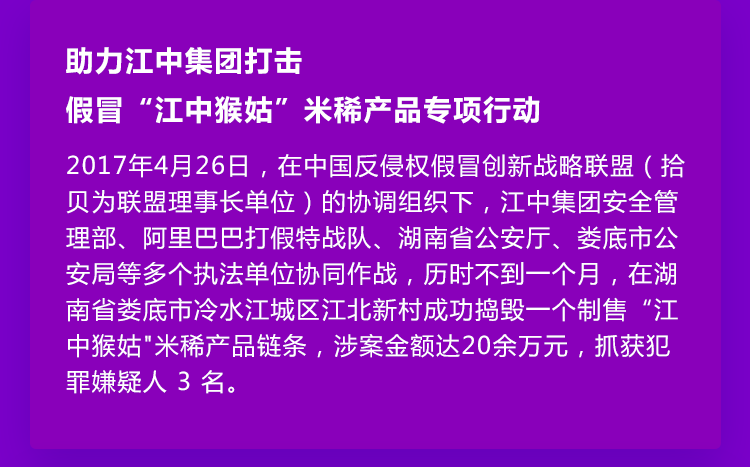 助力江中集团打击
假冒“江中猴姑”米稀产品专项行动
2017年4月26日，在中国反侵权假冒创新战略联盟（拾
贝为联盟理事长单位）的协调组织下，江中集团安全管
理部、阿里巴巴打假特战队、湖南省公安厅、娄底市公
安局等多个执法单位协同作战，历时不到一个月，在湖
南省娄底市冷水江城区江北新村成功捣毁一个制售“江
中猴姑"米稀产品链条，涉案金额达20余万元，抓获犯
罪嫌疑人 3 名。